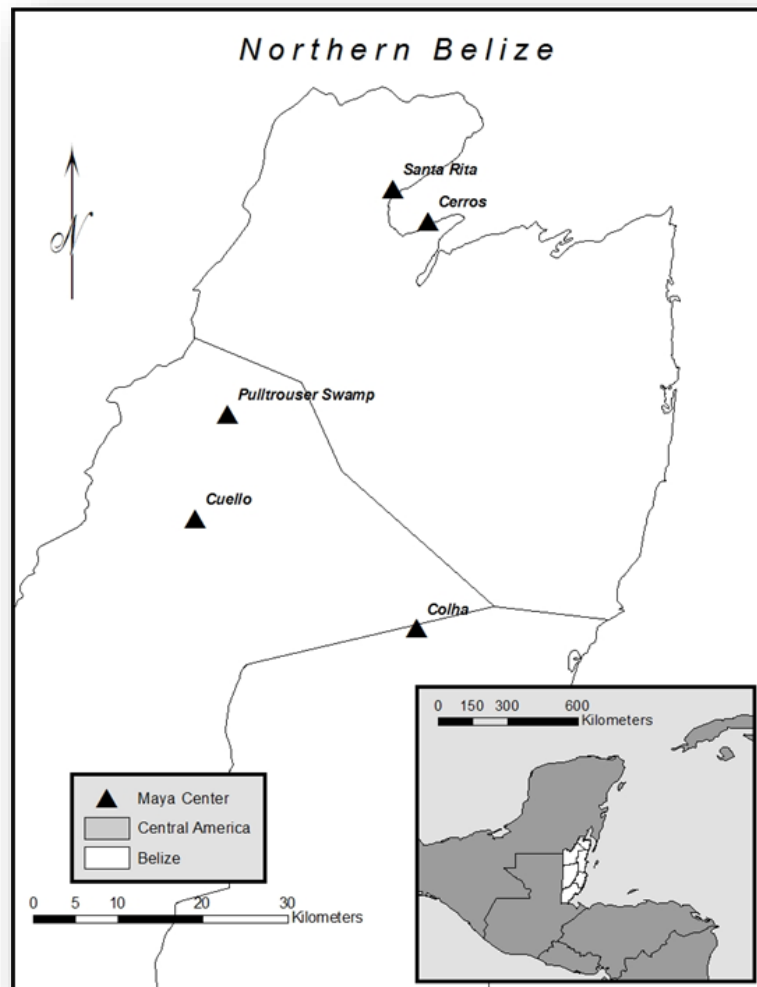 Northern Belize
N
Santa Rita
Cerros
Pulltrouser Swamp
Cuello
Colha
0 150 300 600
Kilometers
Maya Center
Central America
Belize
0 5 10 20 30
Kilometers